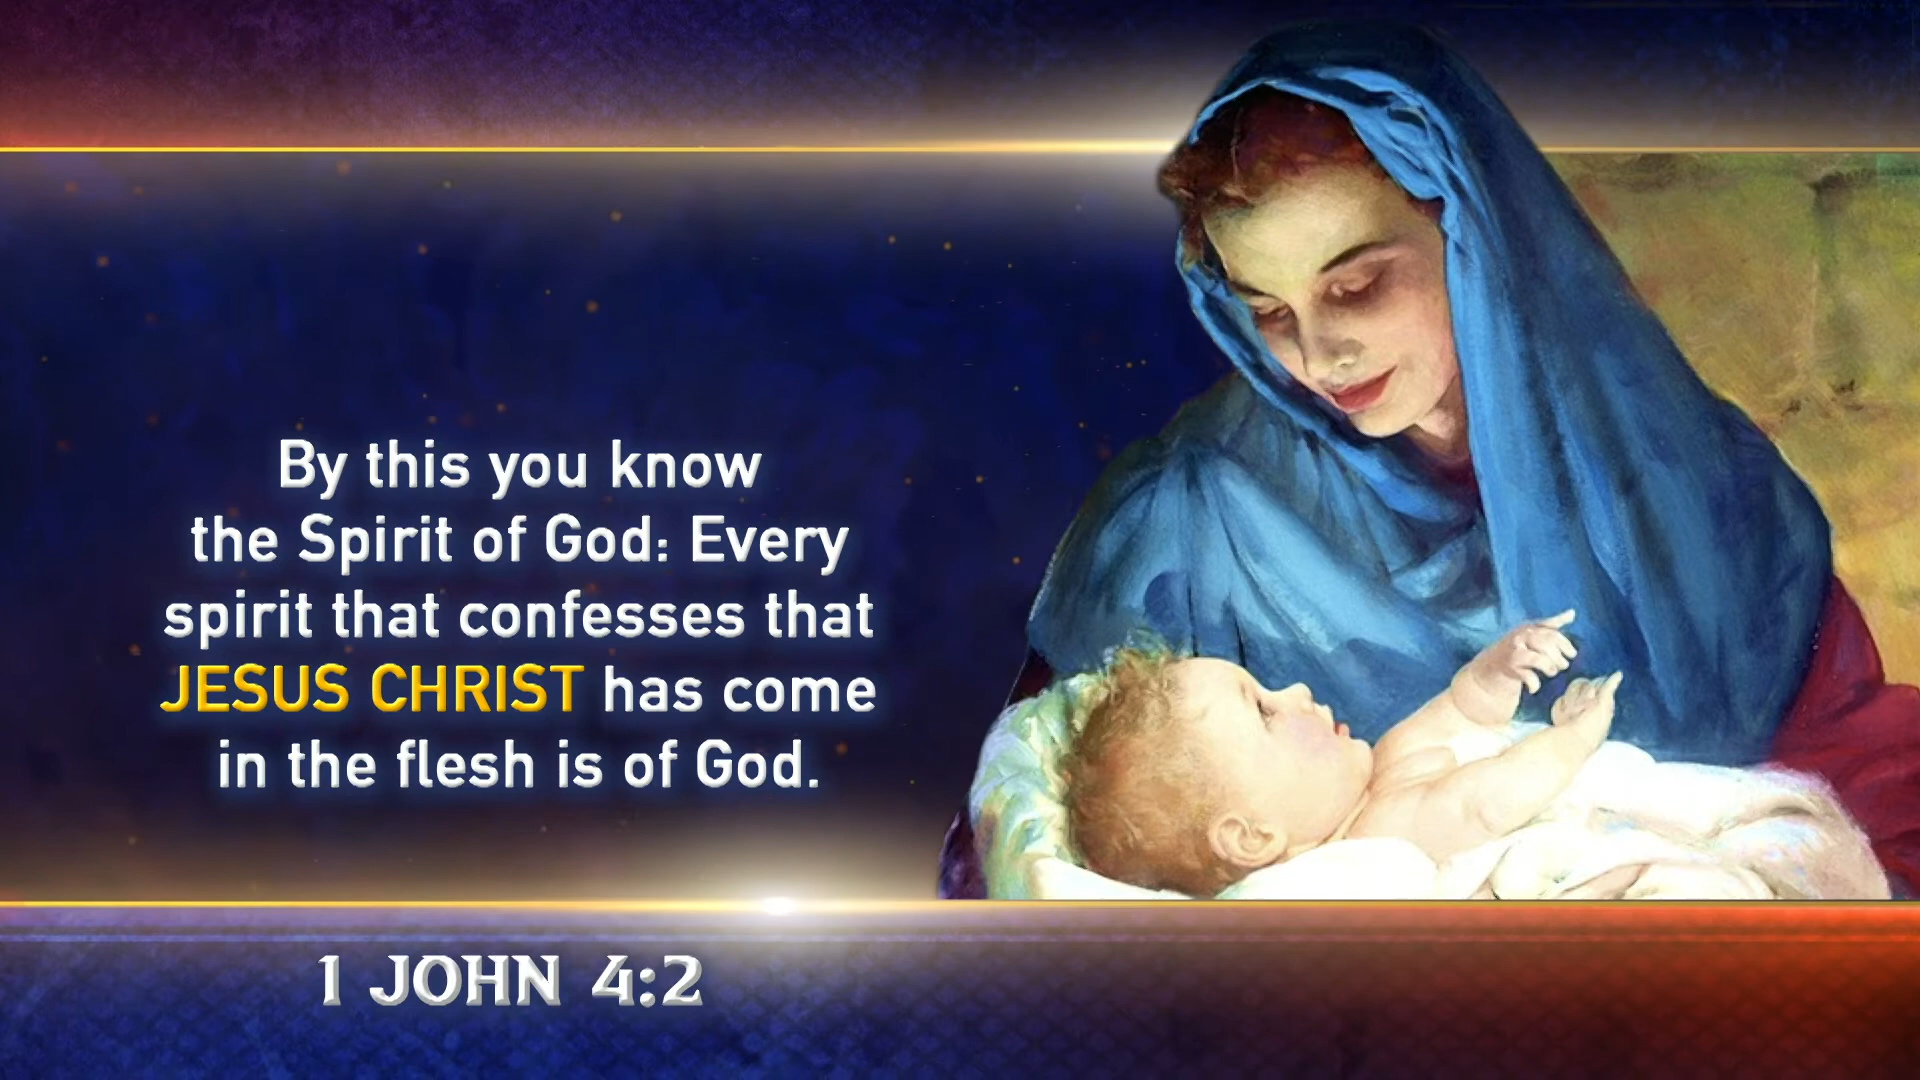 By this you know
the Spirit of God: Every
spirit that confesses that
JESUS CHRIST has come
in the flesh is of God.
1 JOHN 4:2